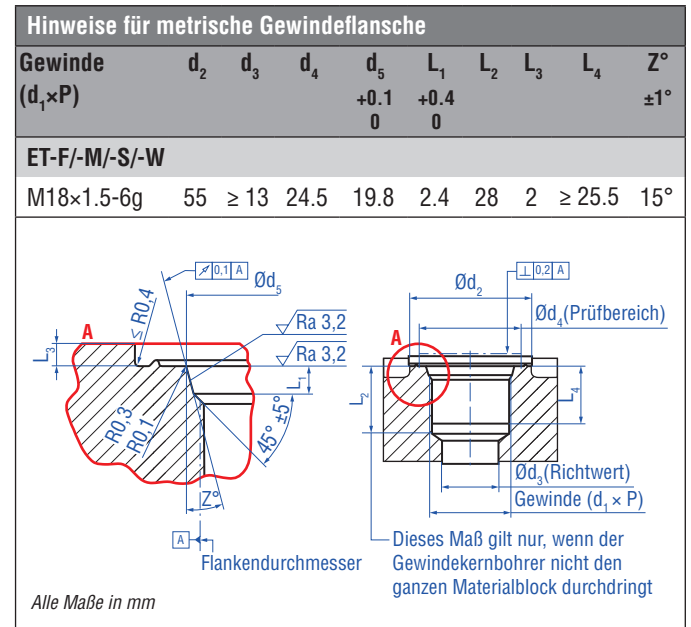 Hinweise für metrische Gewindeflansche
Gewinde d₂ d₃ d₄ d₅ L₁ L₂ L₃ L₄ Z°
(d₁×P) +0.1 +0.4 ±1°
0 0
ET-F/-M/-S/-W
M18×1.5-6g 55 ≥ 13 24.5 19.8 2.4 28 2 ≥ 25.5 15°
0,1 A
Ød₅
A
≤ R0,4
Ra 3,2
Ra 3,2
L₃
L₁
R0,3
R0,1
45° ±5°
Z°
A
Flankendurchmesser
⊥ 0,2 A
Ød₂
Ød₄(Prüfbereich)
A
L₂
L₄
Ød₃(Richtwert)
Gewinde (d₁ × P)
Dieses Maß gilt nur, wenn der
Gewindekernbohrer nicht den
ganzen Materialblock durchdringt
Alle Maße in mm